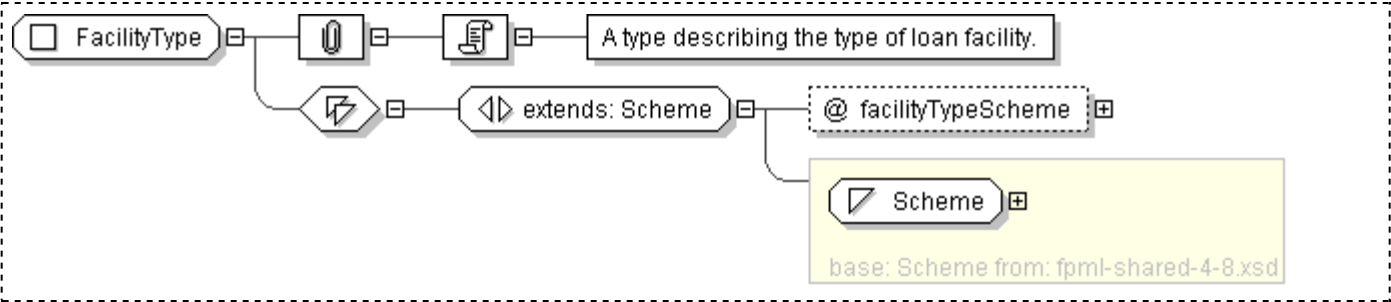 FacilityType
A type describing the type of loan facility.
extends: Scheme
@ facilityTypeScheme
Scheme
base: Scheme from: fpml-shared-4-8.xsd